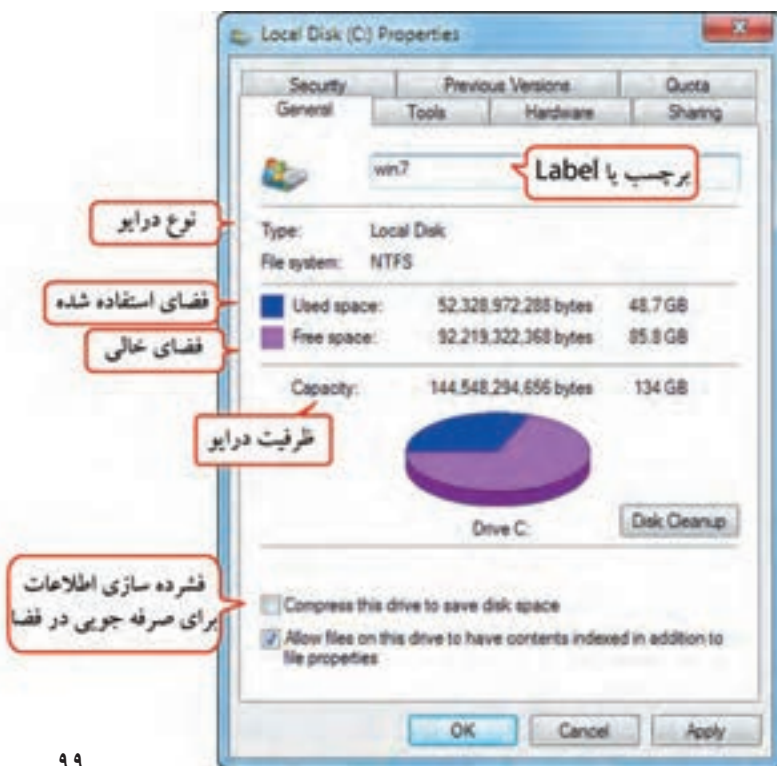 Local Disk (C:) Properties
Security Previous Versions Quota
General Tools Hardware Sharing
win7
برچسب یا Label
نوع درایو
Type: Local Disk
File system: NTFS
فضای استفاده شده
Used space: 52,328,972,288 bytes 48.7 GB
فضای خالی
Free space: 92,219,322,368 bytes 85.8 GB
Capacity: 144,548,294,656 bytes 134 GB
ظرفیت درایو
Drive C:
Disk Cleanup
فشرده سازی اطلاعات
برای صرفه جویی در فضا
Compress this drive to save disk space
Allow files on this drive to have contents indexed in addition to
file properties
OK Cancel Apply
۹۹